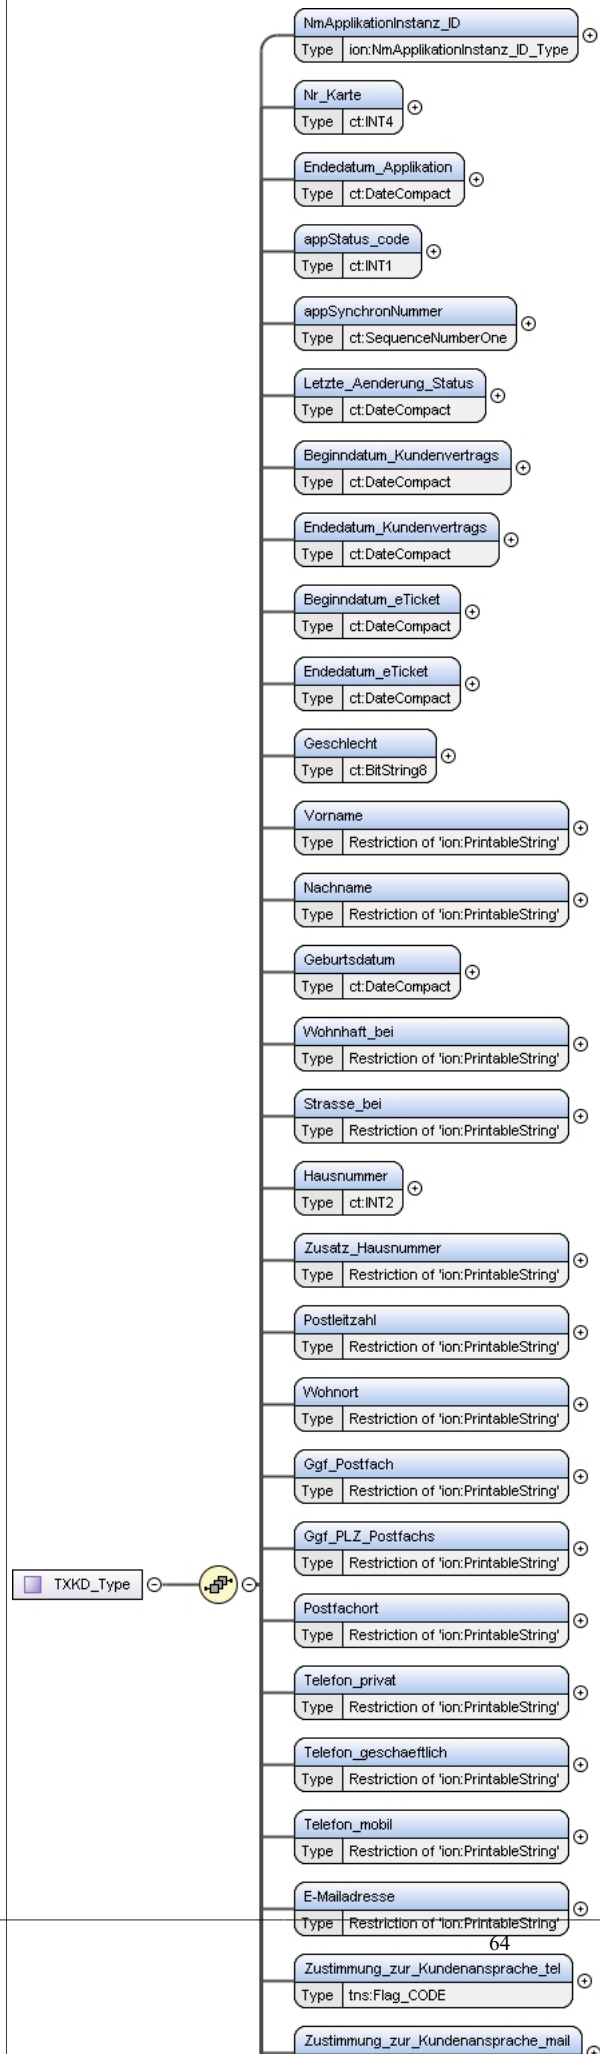 NmApplikationInstanz_ID
Type ion:NmApplikationInstanz_ID_Type
Nr_Karte
Type ct:INT4
Endedatum_Applikation
Type ct:DateCompact
appStatus_code
Type ct:INT1
appSynchronNummer
Type ct:SequenceNumberOne
Letzte_Aenderung_Status
Type ct:DateCompact
Beginndatum_Kundenvertrags
Type ct:DateCompact
Endedatum_Kundenvertrags
Type ct:DateCompact
Beginndatum_eTicket
Type ct:DateCompact
Endedatum_eTicket
Type ct:DateCompact
Geschlecht
Type ct:BitString8
Vorname
Type Restriction of 'ion:PrintableString'
Nachname
Type Restriction of 'ion:PrintableString'
Geburtsdatum
Type ct:DateCompact
Wohnhaft_bei
Type Restriction of 'ion:PrintableString'
Strasse_bei
Type Restriction of 'ion:PrintableString'
Hausnummer
Type ct:INT2
Zusatz_Hausnummer
Type Restriction of 'ion:PrintableString'
Postleitzahl
Type Restriction of 'ion:PrintableString'
Wohnort
Type Restriction of 'ion:PrintableString'
Ggf_Postfach
Type Restriction of 'ion:PrintableString'
Ggf_PLZ_Postfachs
Type Restriction of 'ion:PrintableString'
TXKD_Type
Postfachort
Type Restriction of 'ion:PrintableString'
Telefon_privat
Type Restriction of 'ion:PrintableString'
Telefon_geschaeftlich
Type Restriction of 'ion:PrintableString'
Telefon_mobil
Type Restriction of 'ion:PrintableString'
E-Mailadresse
Type Restriction of 'ion:PrintableString'
64
Zustimmung_zur_Kundenansprache_tel
Type tns:Flag_CODE
Zustimmung_zur_Kundenansprache_mail